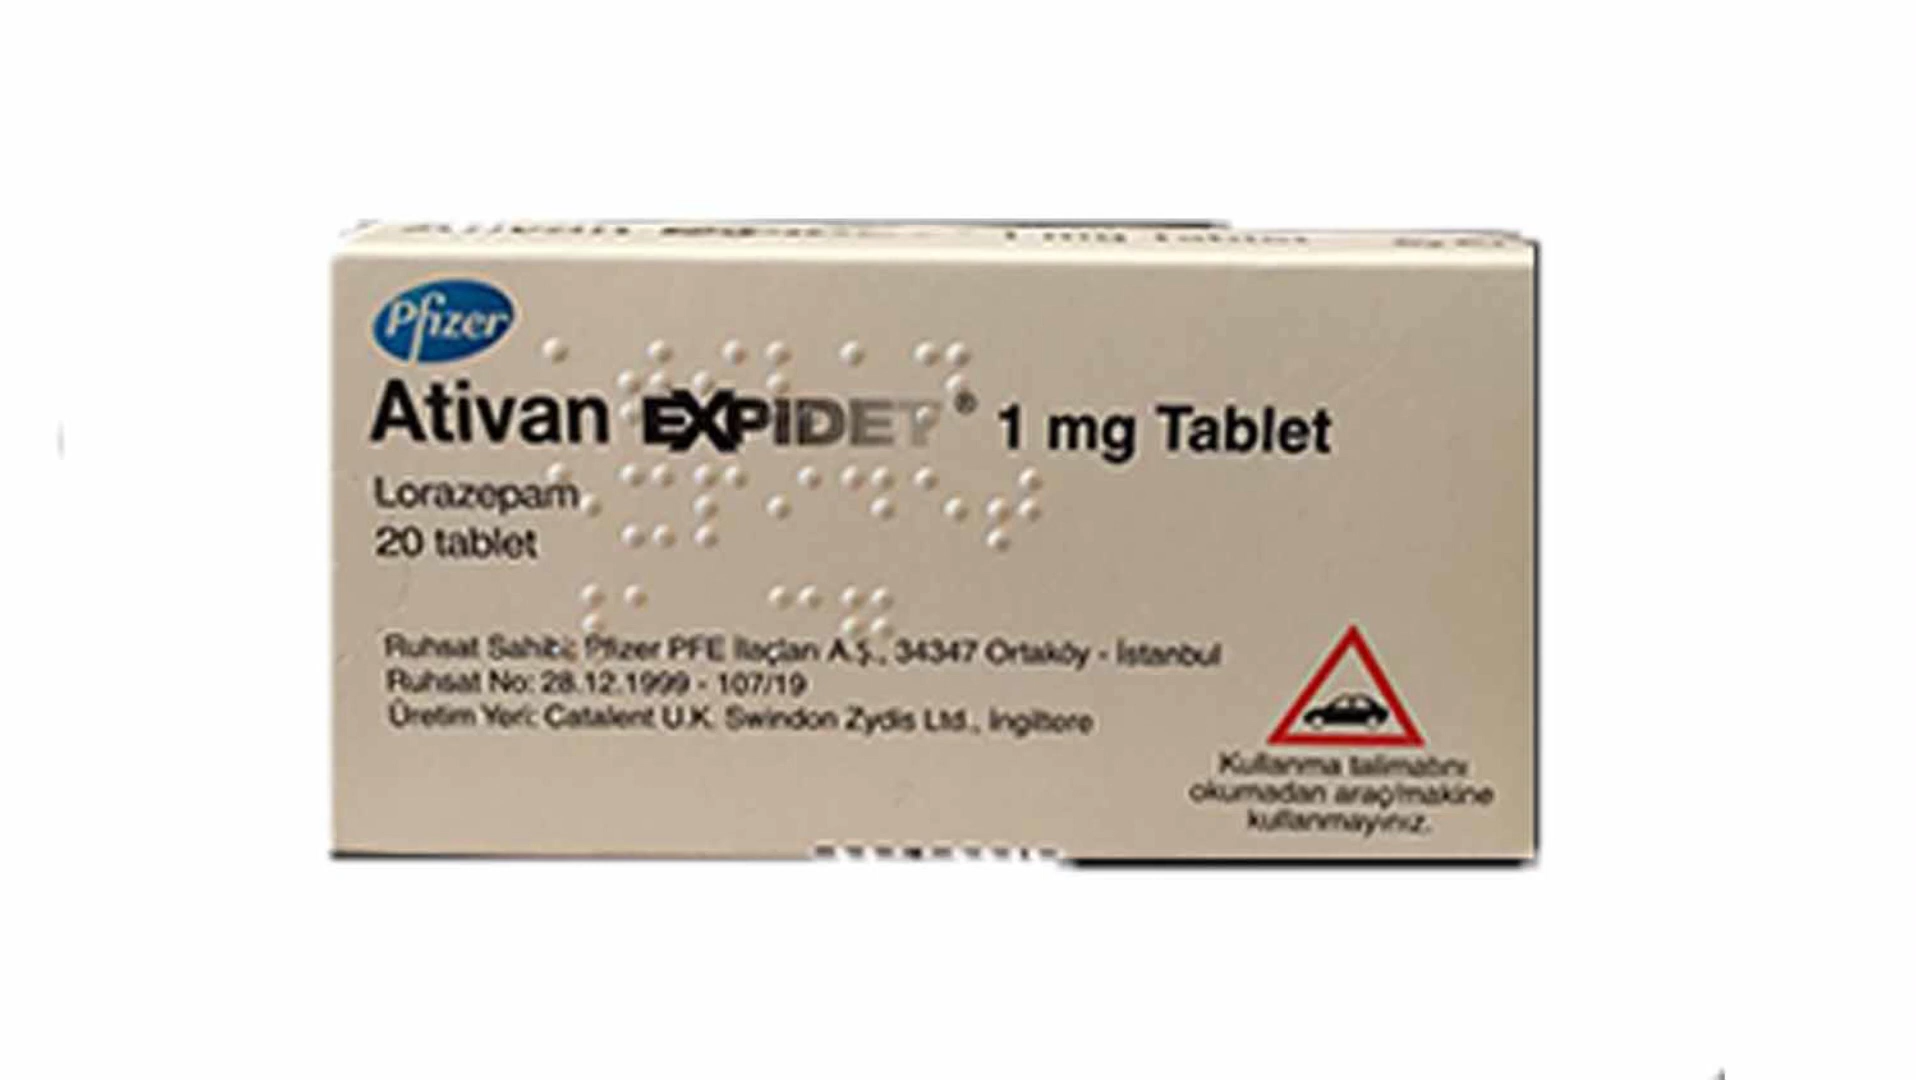 Pfizer
Ativan EXPIDET® 1 mg Tablet
Lorazepam
20 tablet
Ruhsat Sahibi: Pfizer PFE İlaçları A.Ş., 34347 Ortaköy - İstanbul
Ruhsat No: 28.12.1999 - 107/19
Üretim Yeri: Catalent U.K. Swindon Zydis Ltd., İngiltere
Kullanma talimatını
okumadan araç/makine
kullanmayınız.